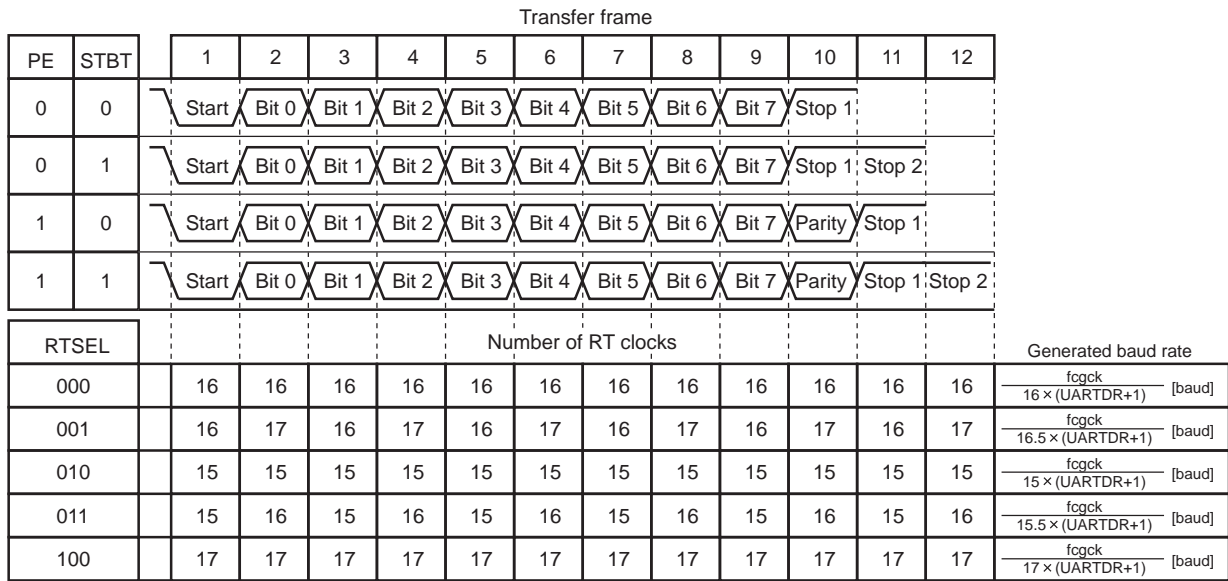 Transfer frame
PE STBT 1 2 3 4 5 6 7 8 9 10 11 12
0 0 Start Bit 0 Bit 1 Bit 2 Bit 3 Bit 4 Bit 5 Bit 6 Bit 7 Stop 1
0 1 Start Bit 0 Bit 1 Bit 2 Bit 3 Bit 4 Bit 5 Bit 6 Bit 7 Stop 1 Stop 2
1 0 Start Bit 0 Bit 1 Bit 2 Bit 3 Bit 4 Bit 5 Bit 6 Bit 7 Parity Stop 1
1 1 Start Bit 0 Bit 1 Bit 2 Bit 3 Bit 4 Bit 5 Bit 6 Bit 7 Parity Stop 1 Stop 2
RTSEL Number of RT clocks Generated baud rate
000 16 16 16 16 16 16 16 16 16 16 16 16 fcgck / 16 × (UARTDR+1) [baud]
001 16 17 16 17 16 17 16 17 16 17 16 17 fcgck / 16.5 × (UARTDR+1) [baud]
010 15 15 15 15 15 15 15 15 15 15 15 15 fcgck / 15 × (UARTDR+1) [baud]
011 15 16 15 16 15 16 15 16 15 16 15 16 fcgck / 15.5 × (UARTDR+1) [baud]
100 17 17 17 17 17 17 17 17 17 17 17 17 fcgck / 17 × (UARTDR+1) [baud]